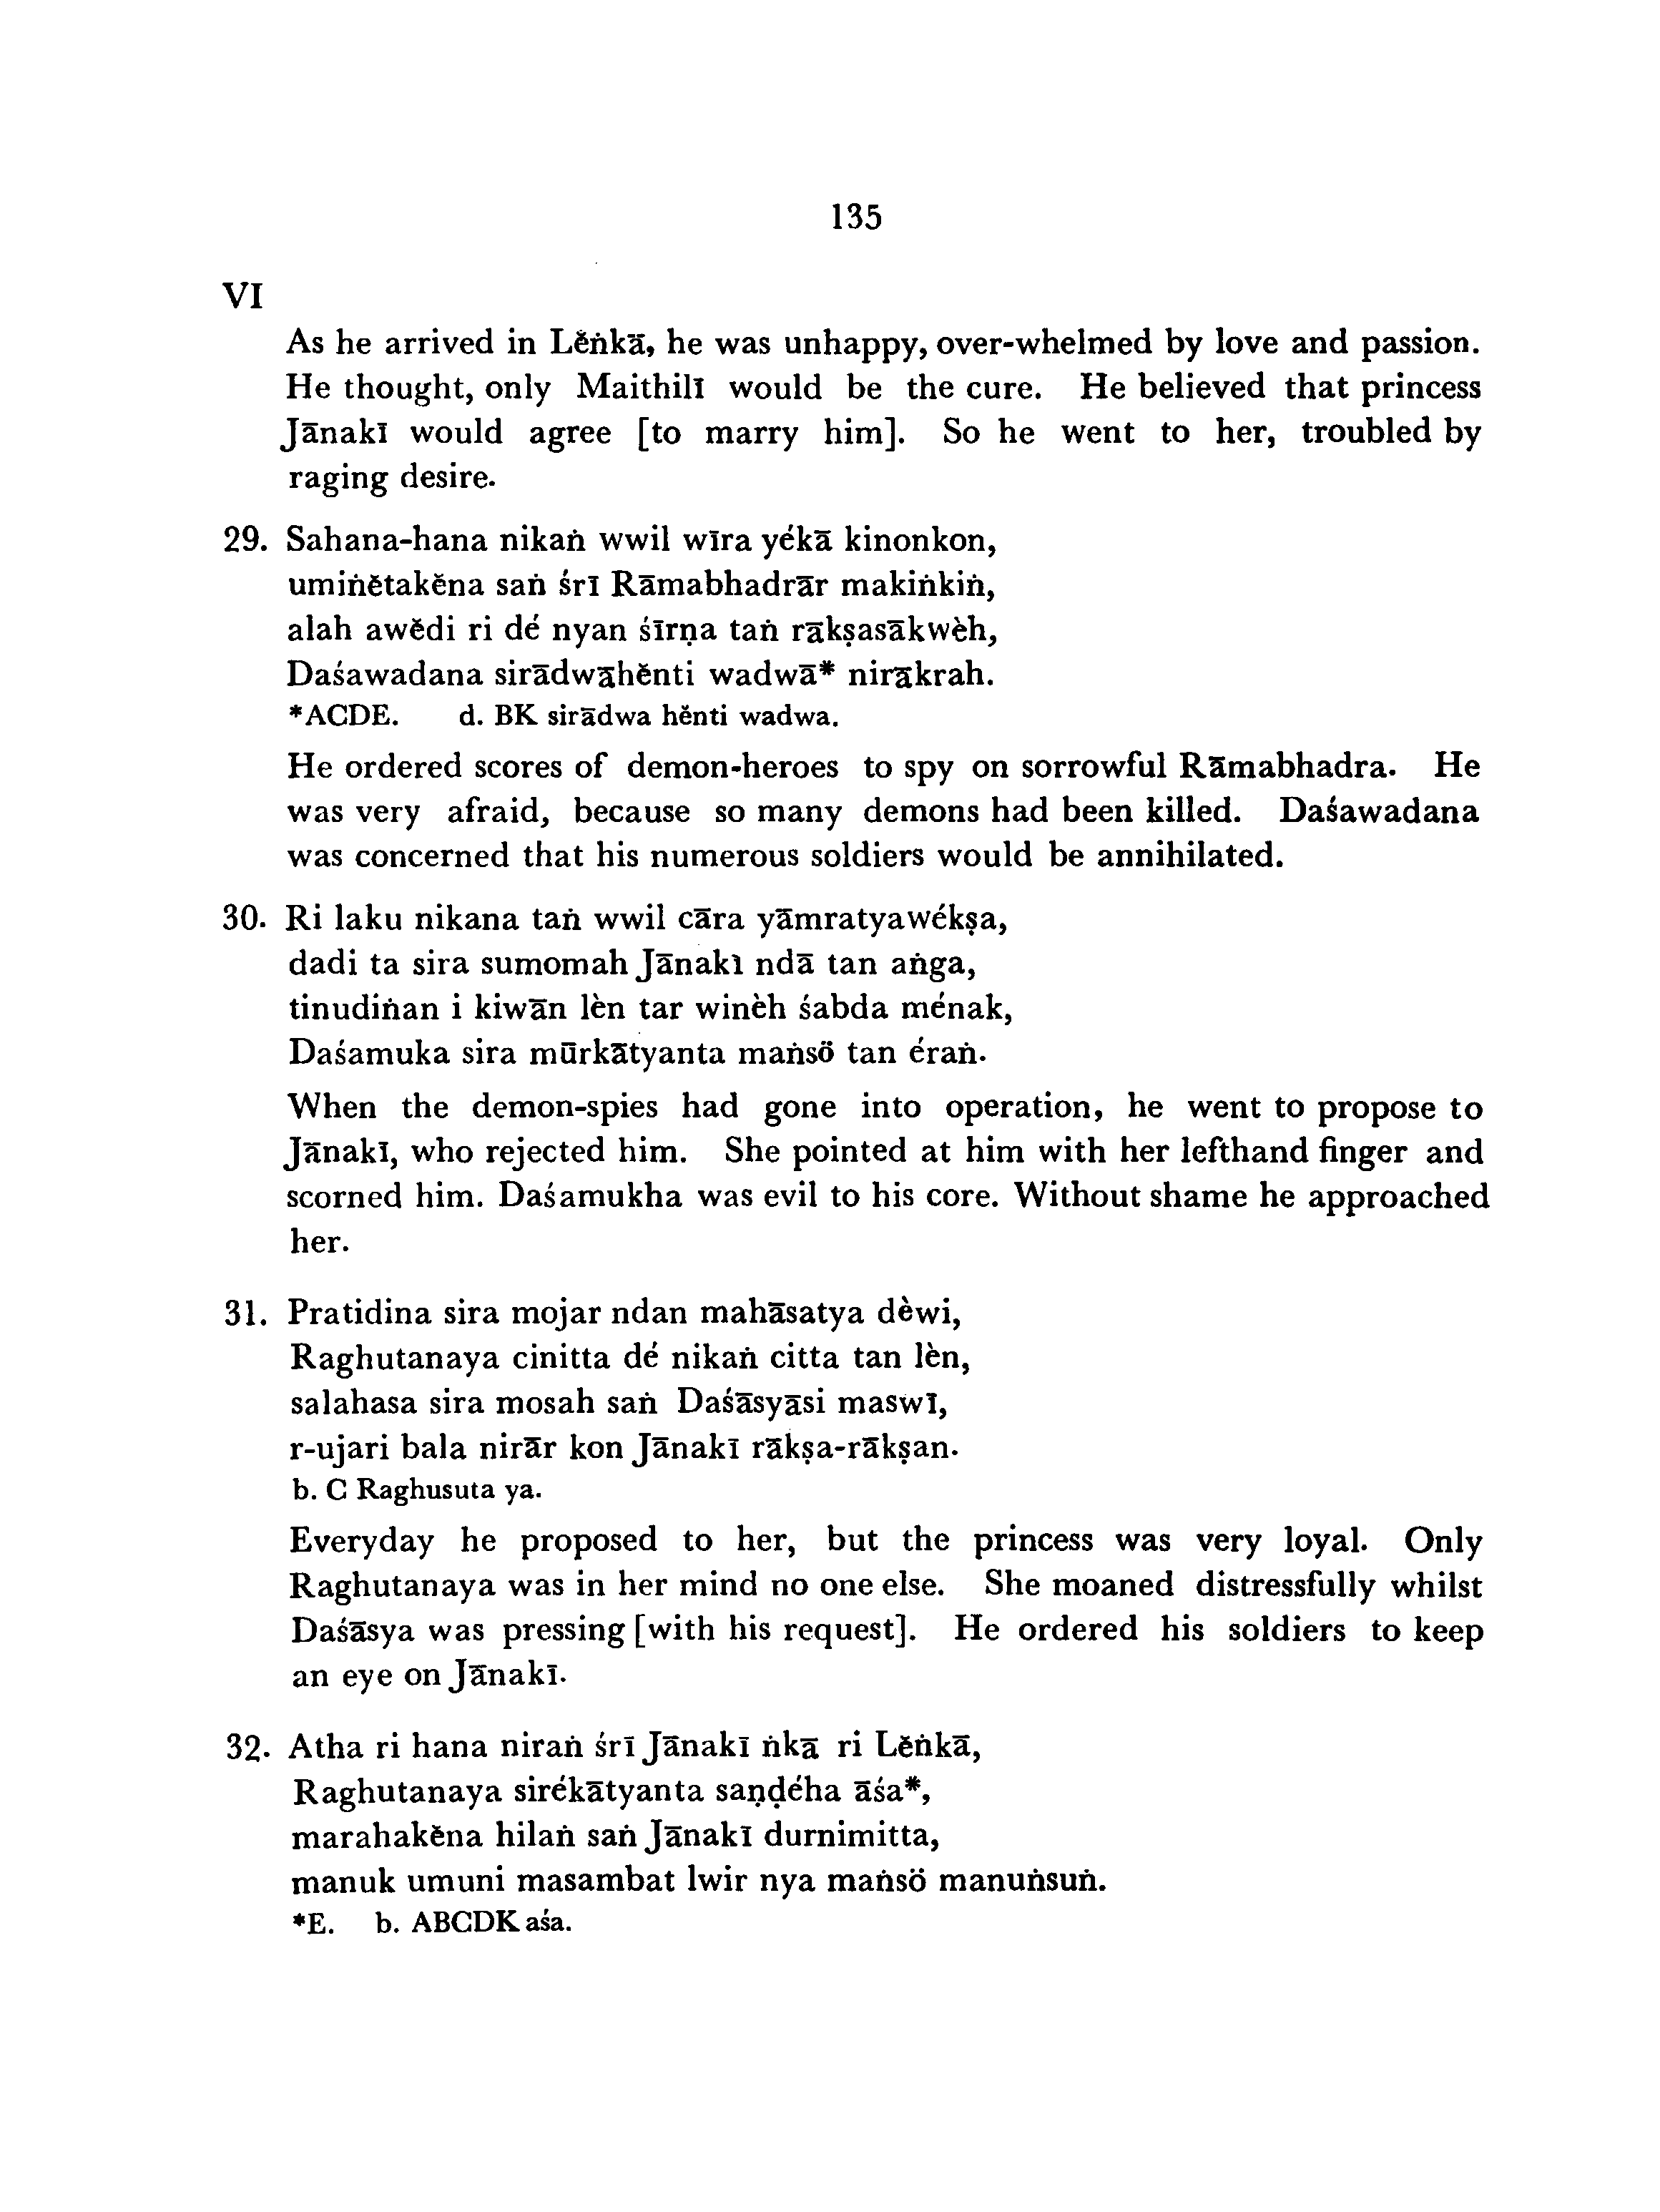 135
VI
As he arrived in Lĕṅkā, he was unhappy, over-whelmed by love and passion.
He thought, only Maithilī would be the cure. He believed that princess
Jānakī would agree [to marry him]. So he went to her, troubled by
raging desire.
29. Sahana-hana nikaṅ wwil wīra yékā kinonkon,
umiṅĕtakĕna saṅ śrī Rāmabhadrār makiṅkiṅ,
alah awĕdi ri dé nyan śīrṇa taṅ rākṣasākwèh,
Daśawadana sirādwāhĕnti wadwā* nirākrah.
*ACDE. d. BK sirādwa hĕnti wadwa.
He ordered scores of demon-heroes to spy on sorrowful Rāmabhadra. He
was very afraid, because so many demons had been killed. Daśawadana
was concerned that his numerous soldiers would be annihilated.
30. Ri laku nikana taṅ wwil cāra yāmratyawékṣa,
dadi ta sira sumomah Jānakī ndā tan aṅga,
tinudiṅan i kiwān lèn tar winèh śabda ménak,
Daśamuka sira mūrkātyanta maṅsö tan éraṅ.
When the demon-spies had gone into operation, he went to propose to
Jānakī, who rejected him. She pointed at him with her lefthand finger and
scorned him. Daśamukha was evil to his core. Without shame he approached
her.
31. Pratidina sira mojar ndan mahāsatya dèwi,
Raghutanaya cinitta dé nikaṅ citta tan lèn,
salahasa sira mosah saṅ Daśāsyāsi maswī,
r-ujari bala nirār kon Jānakī rākṣa-rākṣan.
b. C Raghusuta ya.
Everyday he proposed to her, but the princess was very loyal. Only
Raghutanaya was in her mind no one else. She moaned distressfully whilst
Daśāsya was pressing [with his request]. He ordered his soldiers to keep
an eye on Jānakī.
32. Atha ri hana niraṅ śrī Jānakī ṅkā ri Lĕṅkā,
Raghutanaya sirékātyanta saṇḍéha āśa*,
marahakĕna hilaṅ saṅ Jānakī durnimitta,
manuk umuni masambat lwir nya maṅsö manuṅsuṅ.
*E. b. ABCDK aśa.